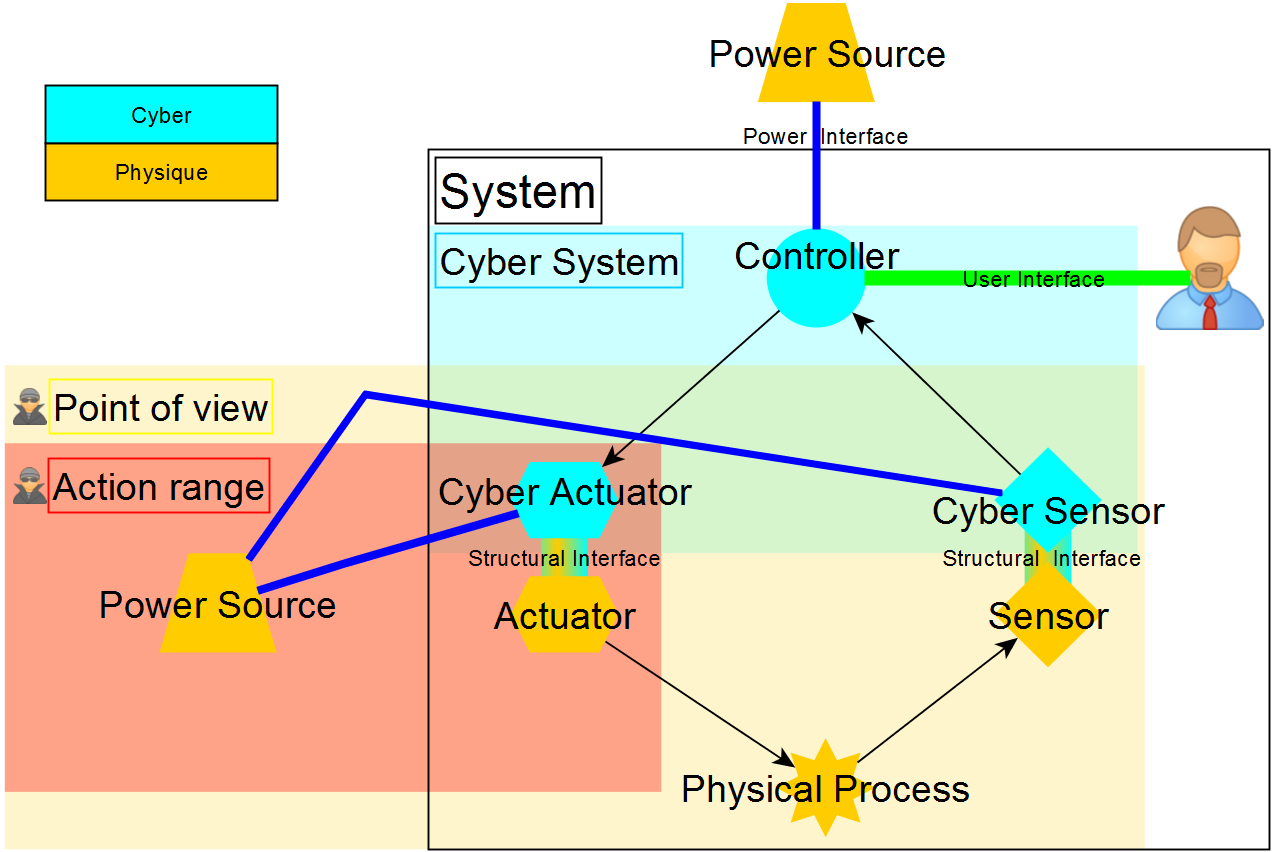 Power Source
Cyber
Physique
Power Interface
System
Cyber System
Controller
User Interface
Point of view
Action range
Cyber Actuator
Cyber Sensor
Structural Interface
Structural Interface
Power Source
Actuator
Sensor
Physical Process